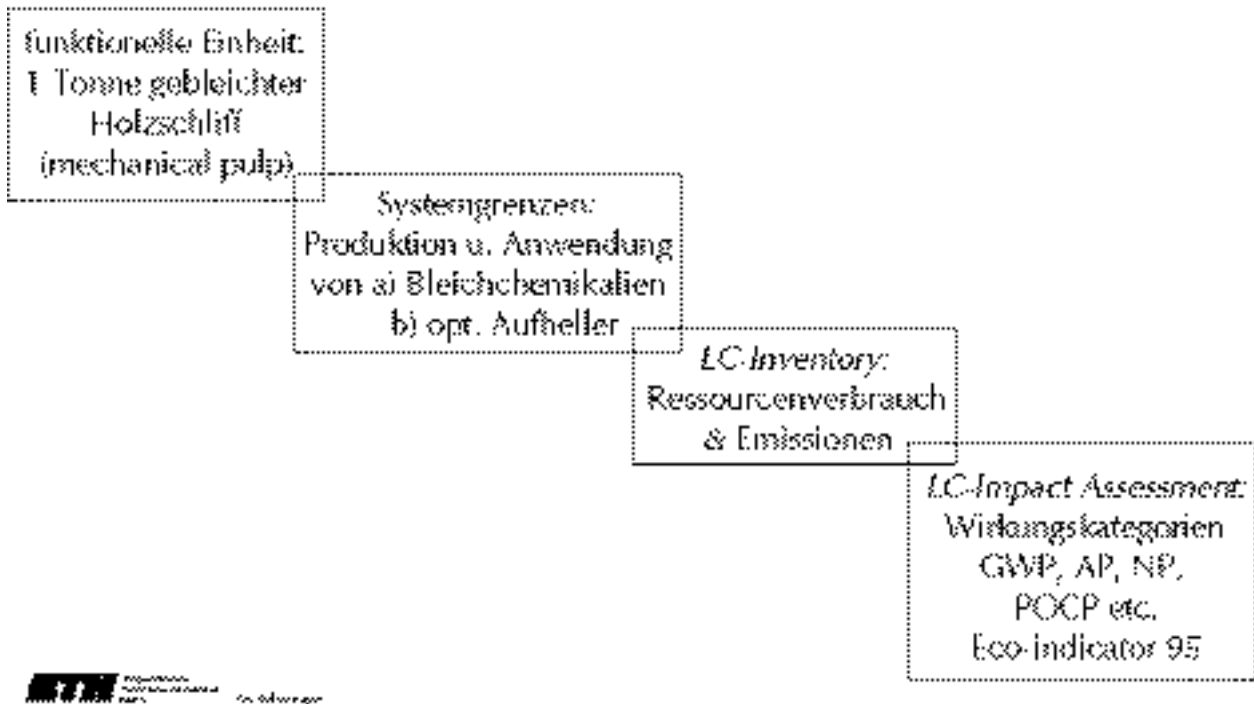 funktionelle Einheit:
1 Tonne gebleichter
Holzschliff
(mechanical pulp)
Systemgrenzen:
Produktion u. Anwendung
von a) Bleichchemikalien
b) opt. Aufheller
LC-Inventory:
Ressourcenverbrauch
& Emissionen
LC-Impact Assessment:
Wirkungskategorien
GWP, AP, NP,
POCP etc.
Eco-indicator 95